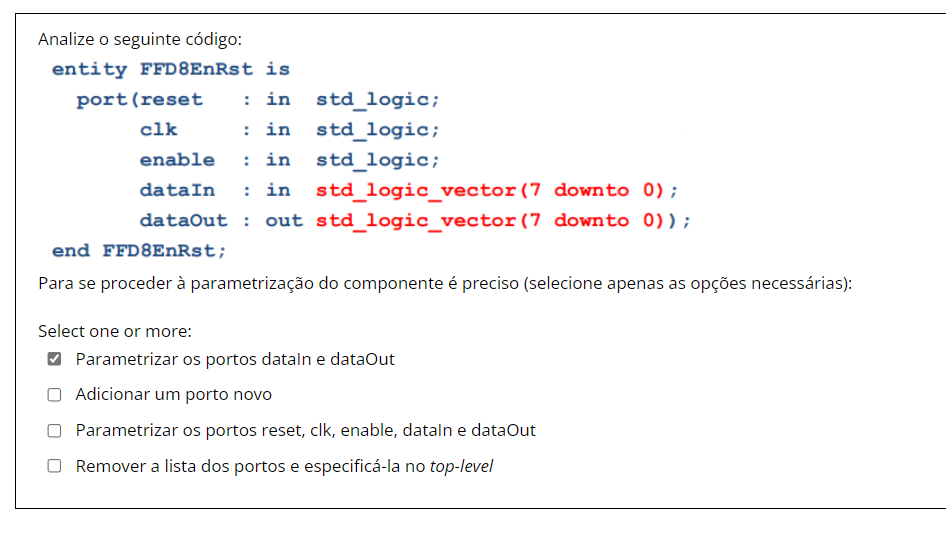 Analize o seguinte código:
entity FFD8EnRst is
port(reset : in std_logic;
clk : in std_logic;
enable : in std_logic;
dataIn : in std_logic_vector(7 downto 0);
dataOut : out std_logic_vector(7 downto 0));
end FFD8EnRst;
Para se proceder à parametrização do componente é preciso (selecione apenas as opções necessárias):
Select one or more:
Parametrizar os portos dataIn e dataOut
Adicionar um porto novo
Parametrizar os portos reset, clk, enable, dataIn e dataOut
Remover a lista dos portos e especificá-la no top-level